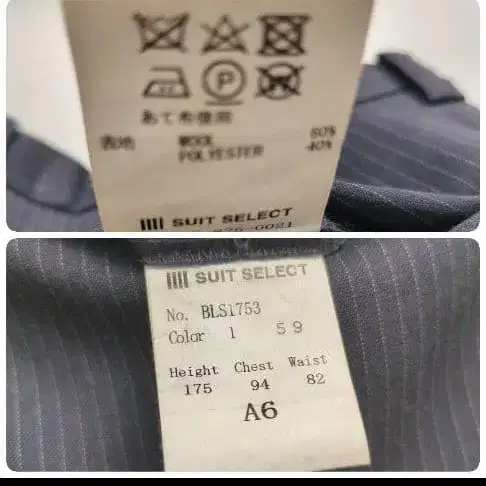 P
あて布使用
表地 WOOL 60%
POLYESTER 40%
SUIT SELECT
SUIT SELECT
No. BLS1753
Color 1 59
Height Chest Waist
175 94 82
A6